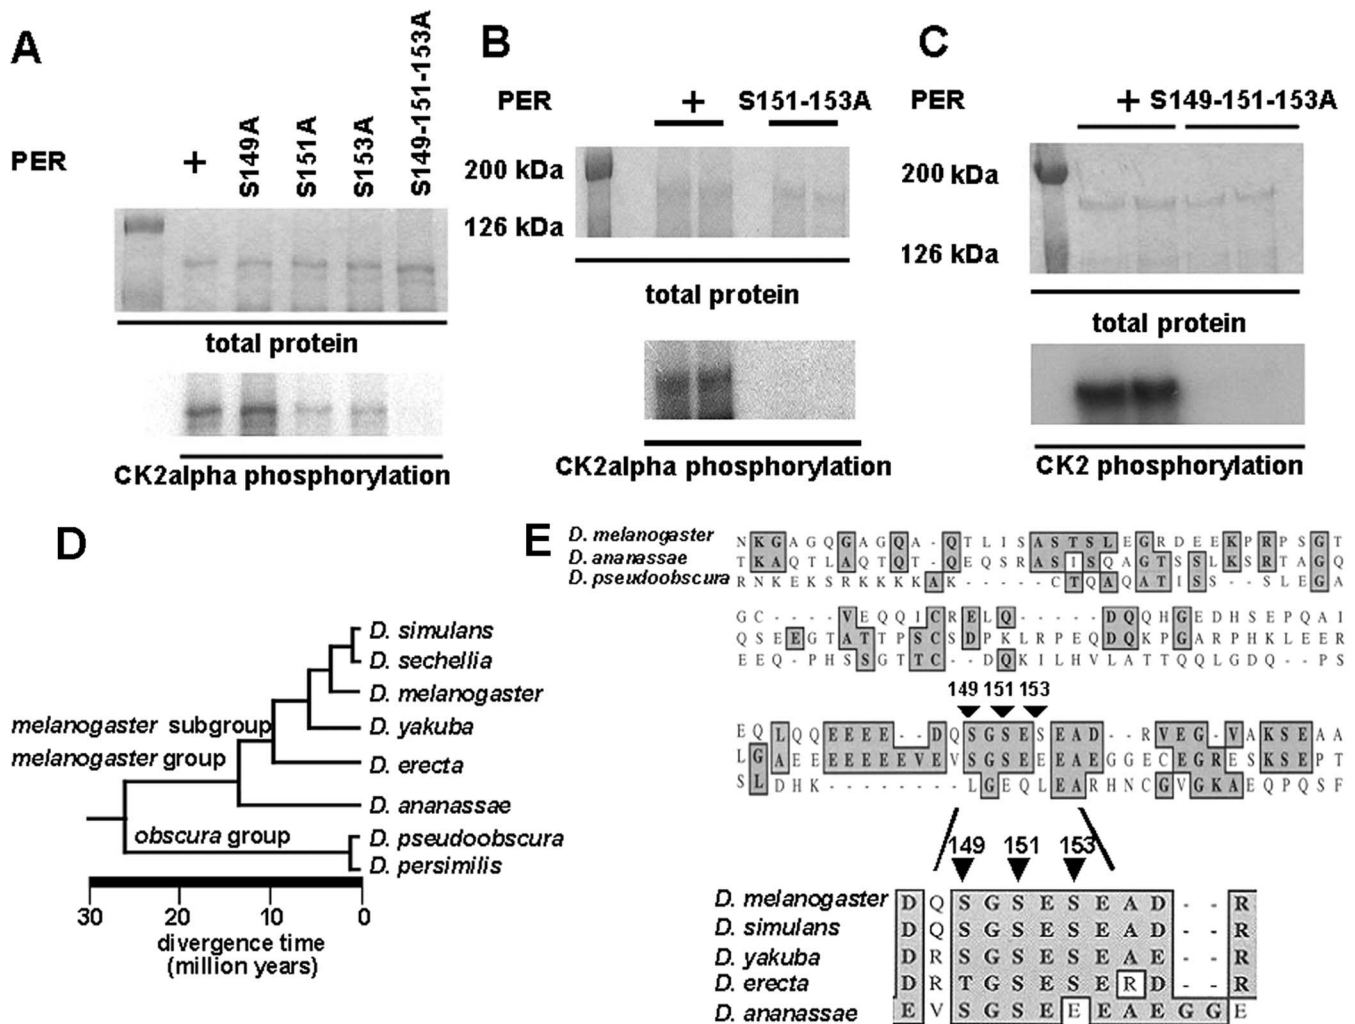 A
PER
+
S149A
S151A
S153A
S149-151-153A
total protein
CK2alpha phosphorylation
B
PER
+ S151-153A
200 kDa
126 kDa
total protein
CK2alpha phosphorylation
C
PER
+ S149-151-153A
200 kDa
126 kDa
total protein
CK2 phosphorylation
D
D. simulans
D. sechellia
D. melanogaster
D. yakuba
D. erecta
D. ananassae
D. pseudoobscura
D. persimilis
melanogaster subgroup
melanogaster group
obscura group
30 20 10 0
divergence time
(million years)
E
D. melanogaster N K G A G Q G A G Q A - Q T L I S A S T S L E G R D E E K P R P S G T
D. ananassae T K A Q T L A Q T Q T - Q E Q S R A S I S Q A G T S S L K S R T A G Q
D. pseudoobscura R N K E K S R K K K K A K - - - - - C T Q A Q A T I S S - - S L E G A
G C - - - - V E Q Q I C R E L Q - - - - - D Q Q H G E D H S E P Q A I
Q S E E G T A T T P S C S D P K L R P E Q D Q K P G A R P H K L E E R
E E Q - P H S S G T T C - - D Q K I L H V L A T T Q Q L G D Q - - P S
149 151 153
E Q L Q Q E E E E - - D Q S G S E S E A D - - R V E G - V A K S E A A
L G A E E E E E E E V E V S G S E E E A E G G E C E G R E S K S E P T
S L D H K - - - - - - - - L G E Q L E A R H N C G V G K A E Q P Q S F
149 151 153
D. melanogaster D Q S G S E S E A D - - R
D. simulans D Q S G S E S E A D - - R
D. yakuba D R S G S E S E A E - - R
D. erecta D R T G S E S E R D - - R
D. ananassae E V S G S E E E A E G G E